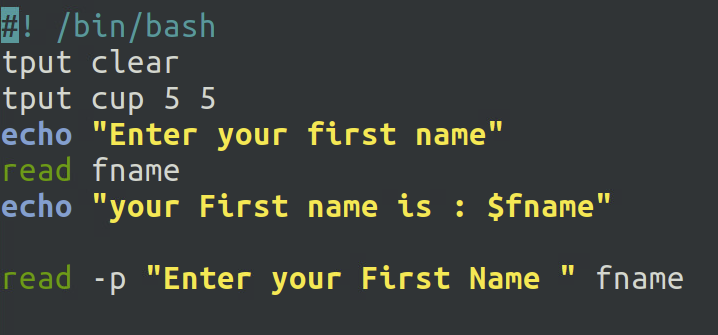 #! /bin/bash
tput clear
tput cup 5 5
echo "Enter your first name"
read fname
echo "your First name is : $fname"
read -p "Enter your First Name " fname